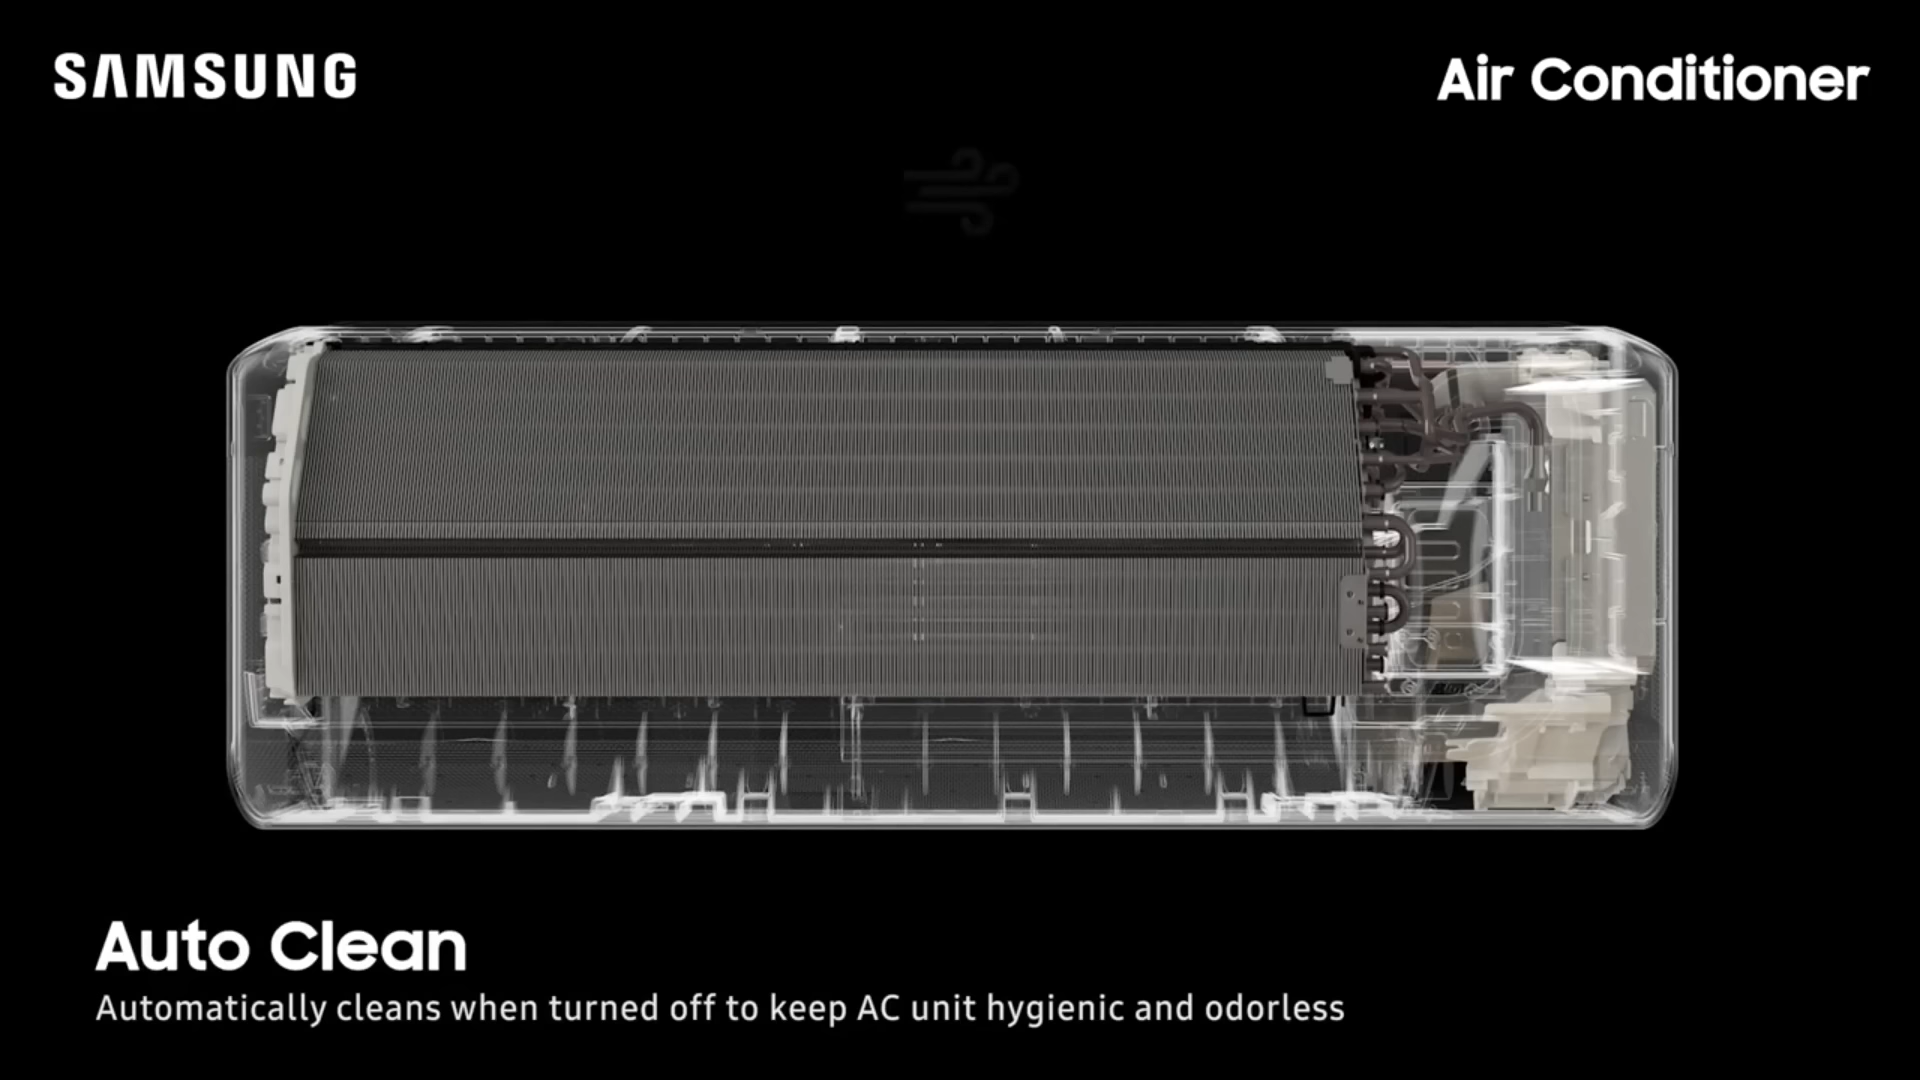 SAMSUNG
Air Conditioner
Auto Clean
Automatically cleans when turned off to keep AC unit hygienic and odorless